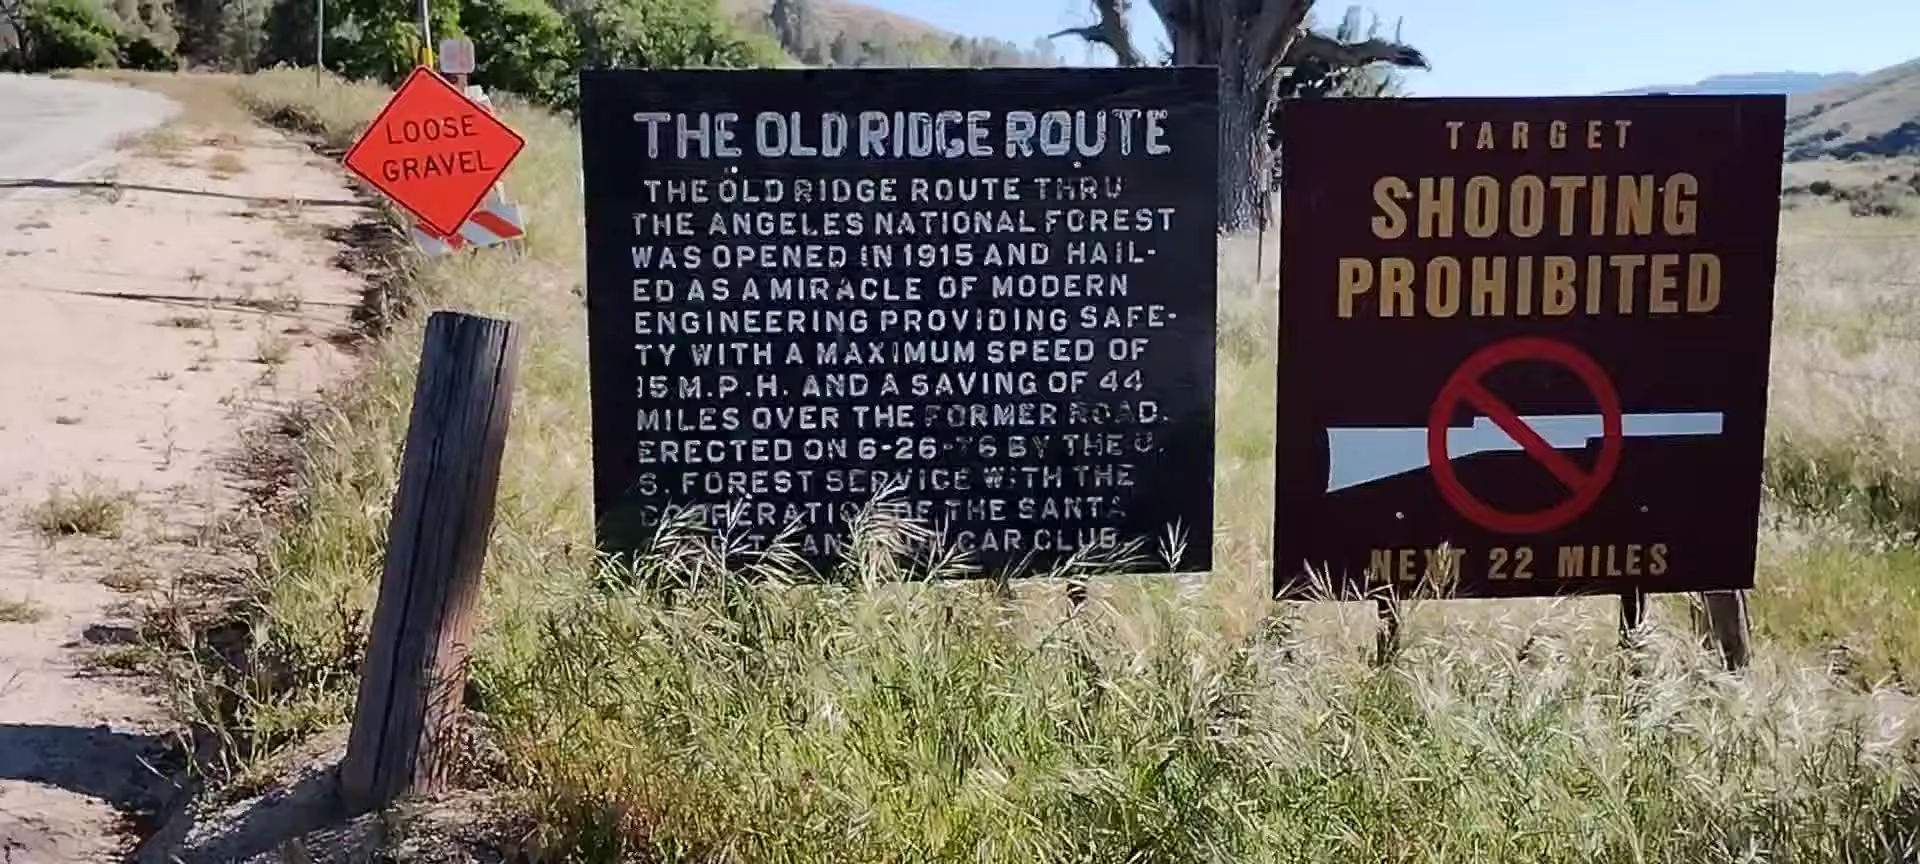 LOOSE
GRAVEL
THE OLD RIDGE ROUTE
THE OLD RIDGE ROUTE THRU
THE ANGELES NATIONAL FOREST
WAS OPENED IN 1915 AND HAIL-
ED AS A MIRACLE OF MODERN
ENGINEERING PROVIDING SAFE-
TY WITH A MAXIMUM SPEED OF
15 M.P.H. AND A SAVING OF 44
MILES OVER THE FORMER ROAD.
ERECTED ON 6-26-76 BY THE U.
S. FOREST SERVICE WITH THE
COOPERATION OF THE SANTA
CAR CLUB.
TARGET
SHOOTING
PROHIBITED
NEXT 22 MILES